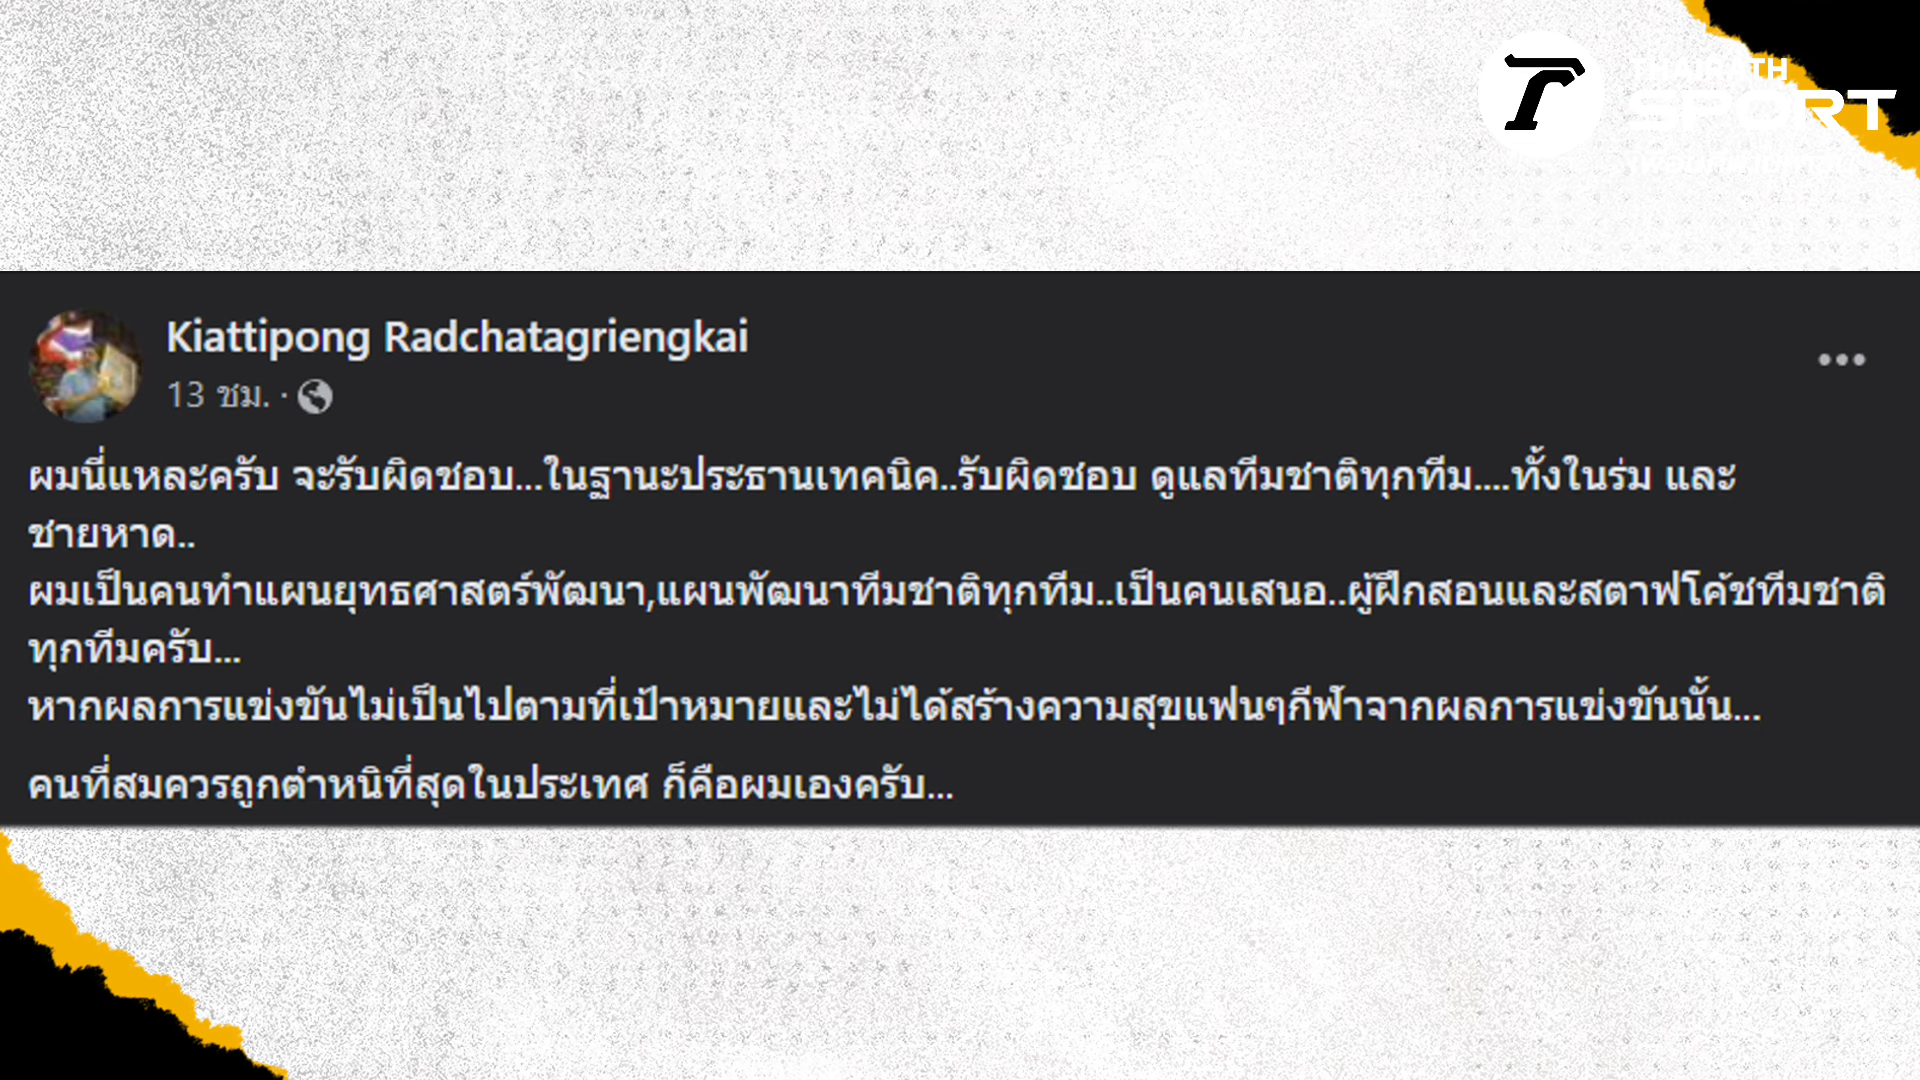 SPORT
Kiattipong Radchatagriengkai
13 ชม. ·
ผมนี่แหละครับ จะรับผิดชอบ...ในฐานะประธานเทคนิค..รับผิดชอบ ดูแลทีมชาติทุกทีม....ทั้งในร่ม และ
ชายหาด..
ผมเป็นคนทำแผนยุทธศาสตร์พัฒนา,แผนพัฒนาทีมชาติทุกทีม..เป็นคนเสนอ..ผู้ฝึกสอนและสตาฟโค้ชทีมชาติ
ทุกทีมครับ...
หากผลการแข่งขันไม่เป็นไปตามที่เป้าหมายและไม่ได้สร้างความสุขแฟนๆกีฬาจากผลการแข่งขันนั้น...
คนที่สมควรถูกตำหนิที่สุดในประเทศ ก็คือผมเองครับ...